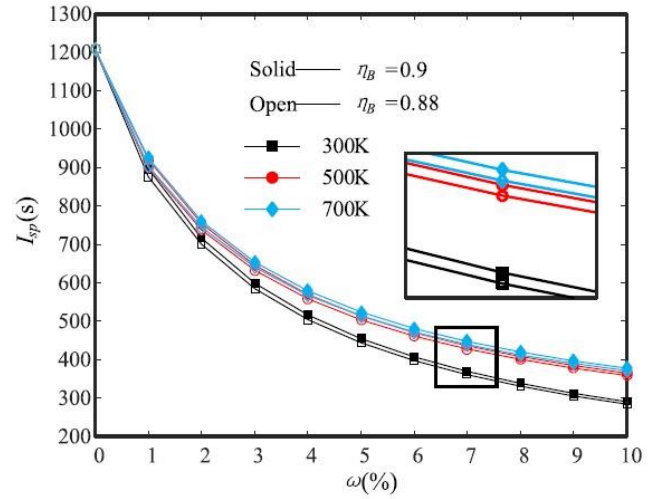 1300
1200
1100
1000
900
800
700
600
500
400
300
200
I_sp(s)
Solid η_B =0.9
Open η_B =0.88
300K
500K
700K
0 1 2 3 4 5 6 7 8 9 10
ω(%)